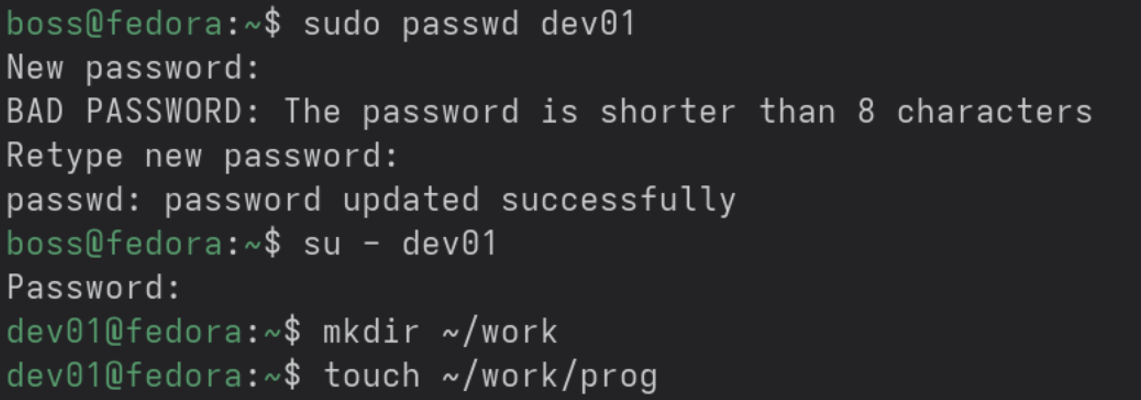 boss@fedora:~$ sudo passwd dev01
New password:
BAD PASSWORD: The password is shorter than 8 characters
Retype new password:
passwd: password updated successfully
boss@fedora:~$ su - dev01
Password:
dev01@fedora:~$ mkdir ~/work
dev01@fedora:~$ touch ~/work/prog